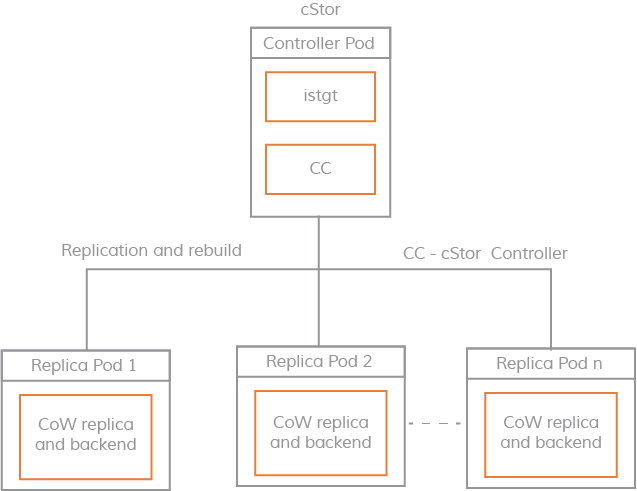 cStor
Controller Pod
istgt
CC
Replication and rebuild
CC - cStor Controller
Replica Pod 1
CoW replica
and backend
Replica Pod 2
CoW replica
and backend
Replica Pod n
CoW replica
and backend